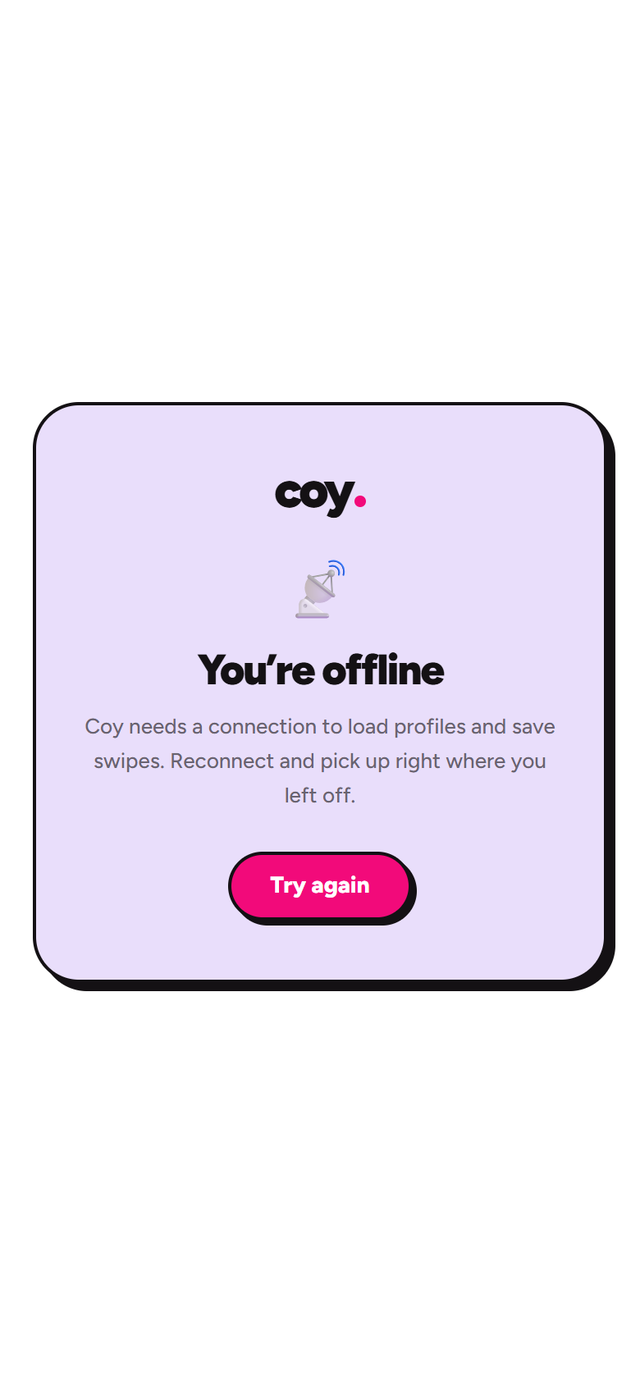 coy.
You’re offline
Coy needs a connection to load profiles and save
swipes. Reconnect and pick up right where you
left off.
Try again